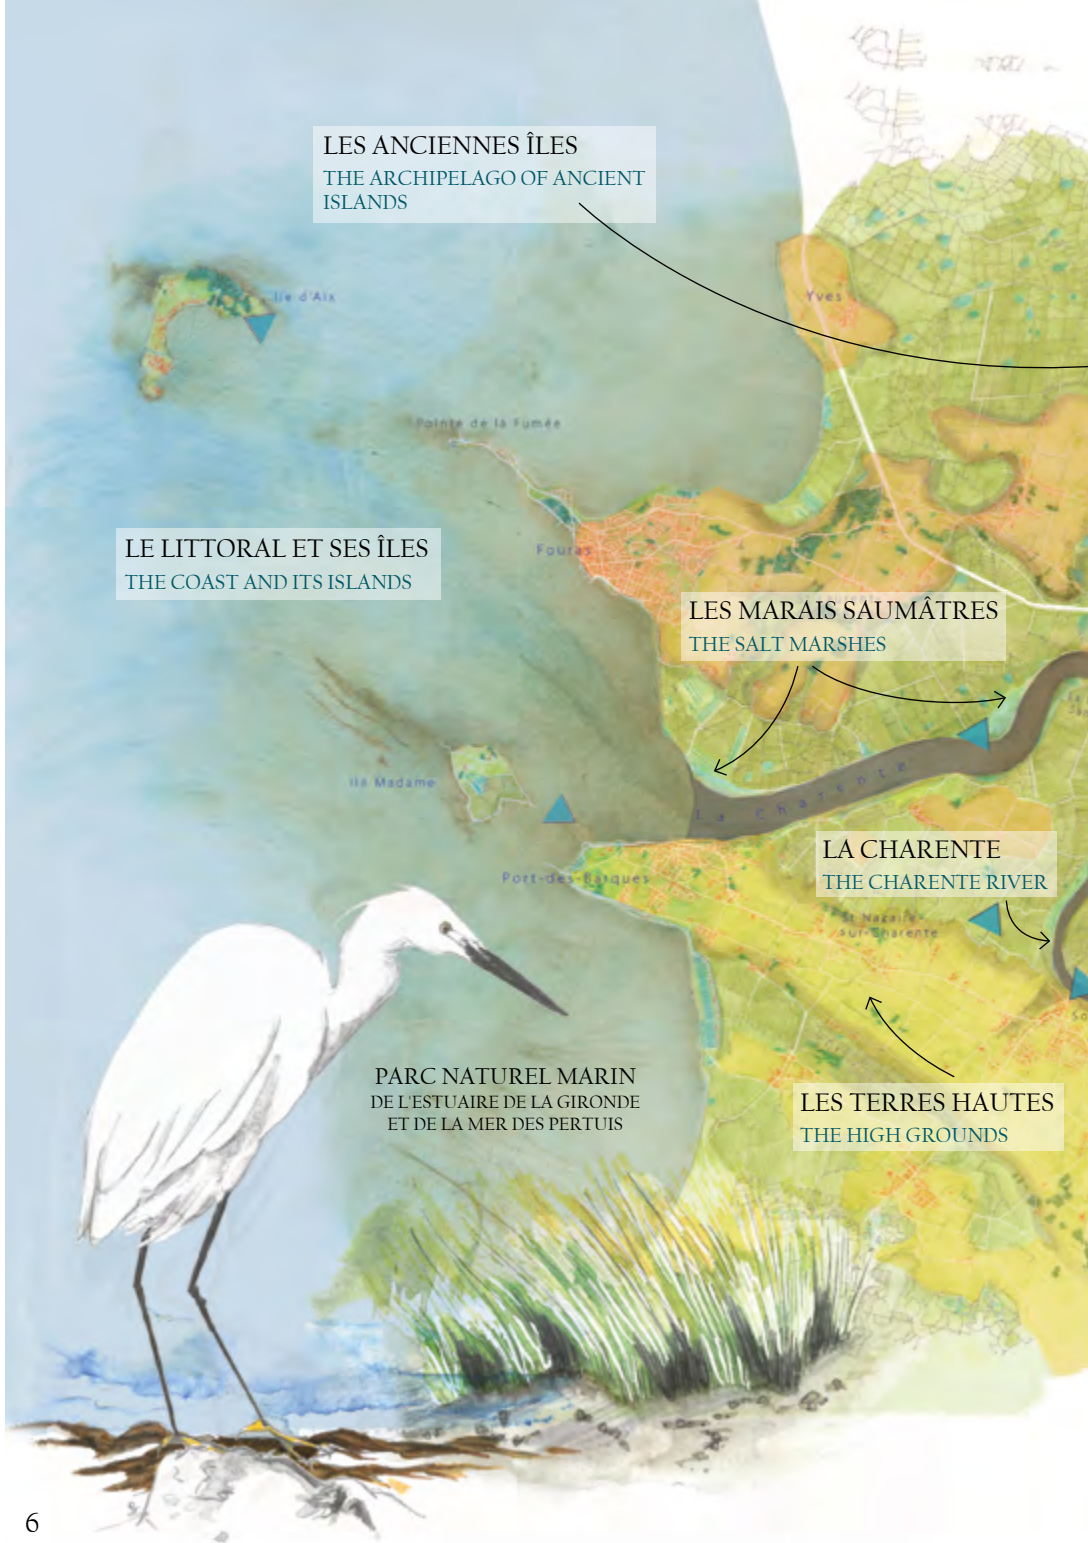 LES ANCIENNES ÎLES
THE ARCHIPELAGO OF ANCIENT
ISLANDS
Ile d'Aix
Yves
Pointe de la Fumée
LE LITTORAL ET SES ÎLES
THE COAST AND ITS ISLANDS
Fouras
LES MARAIS SAUMÂTRES
THE SALT MARSHES
Ile Madame
La Charente
LA CHARENTE
THE CHARENTE RIVER
Port-des-Barques
St Nazaire-
sur-Charente
PARC NATUREL MARIN
DE L'ESTUAIRE DE LA GIRONDE
ET DE LA MER DES PERTUIS
LES TERRES HAUTES
THE HIGH GROUNDS
6